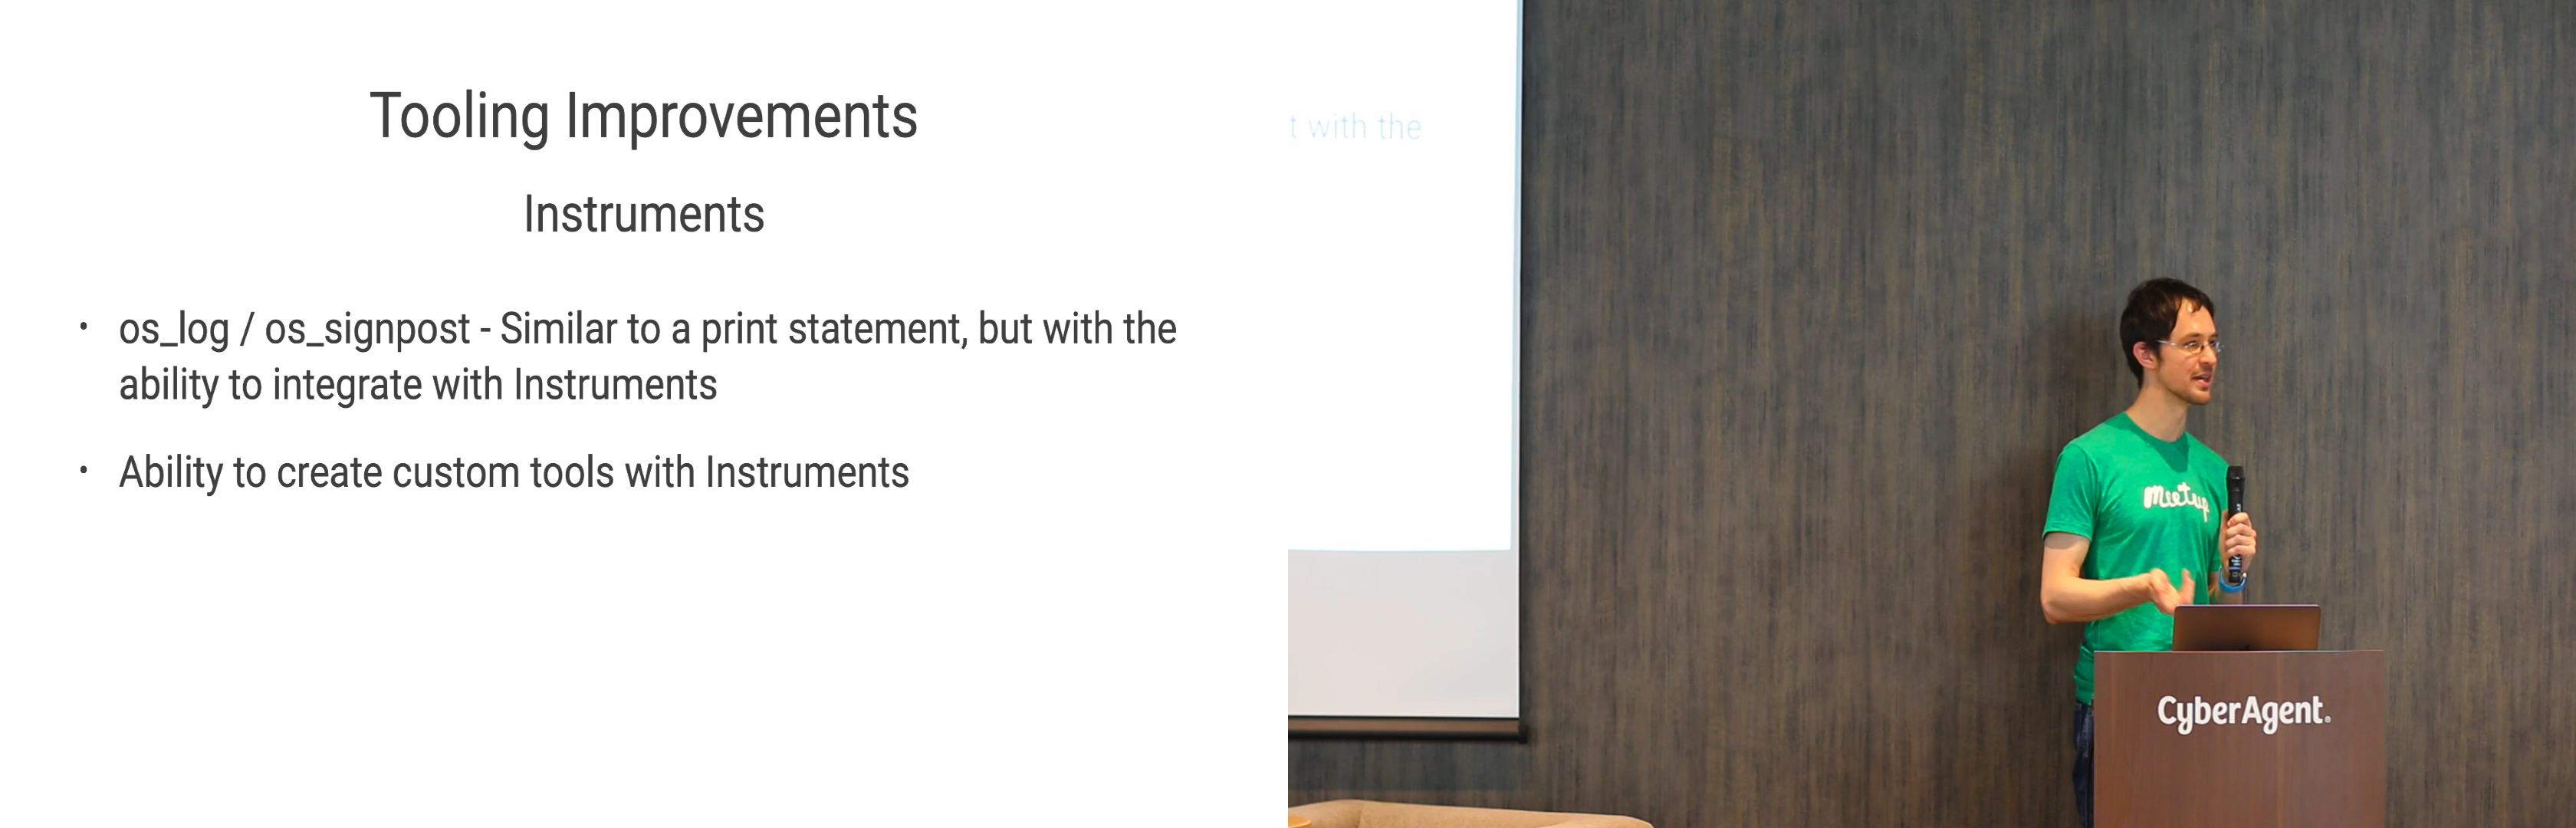 Tooling Improvements
Instruments
• os_log / os_signpost - Similar to a print statement, but with the
ability to integrate with Instruments
• Ability to create custom tools with Instruments
t with the
Meetup
CyberAgent.